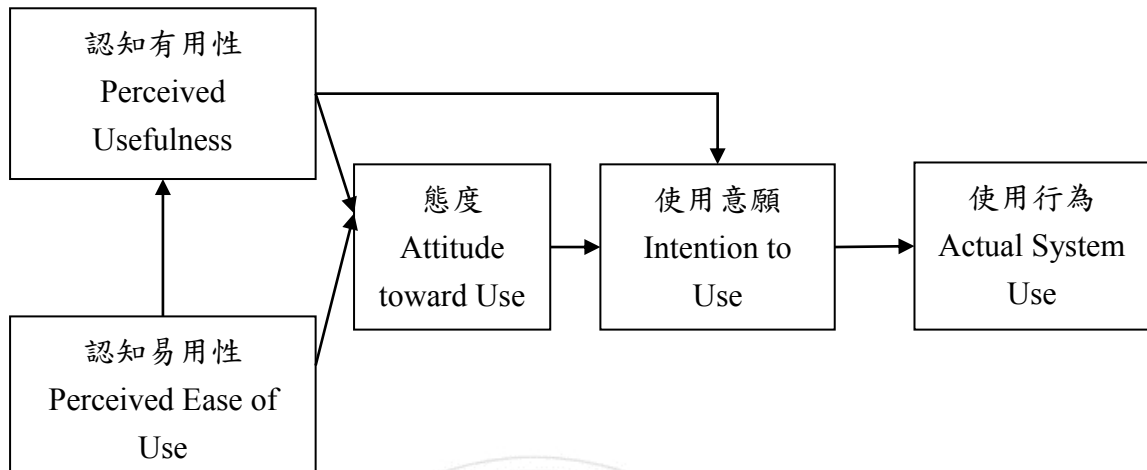 認知有用性
Perceived
Usefulness
態度
Attitude
toward Use
使用意願
Intention to
Use
使用行為
Actual System
Use
認知易用性
Perceived Ease of
Use